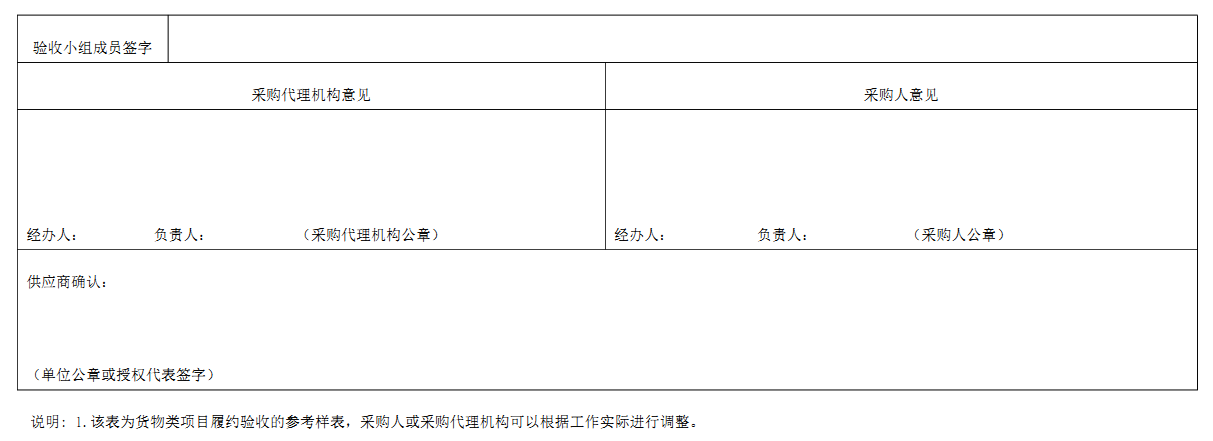 验收小组成员签字
采购代理机构意见 采购人意见
经办人： 负责人： （采购代理机构公章） 经办人： 负责人： （采购人公章）
供应商确认：
（单位公章或授权代表签字）
说明：1.该表为货物类项目履约验收的参考样表，采购人或采购代理机构可以根据工作实际进行调整。